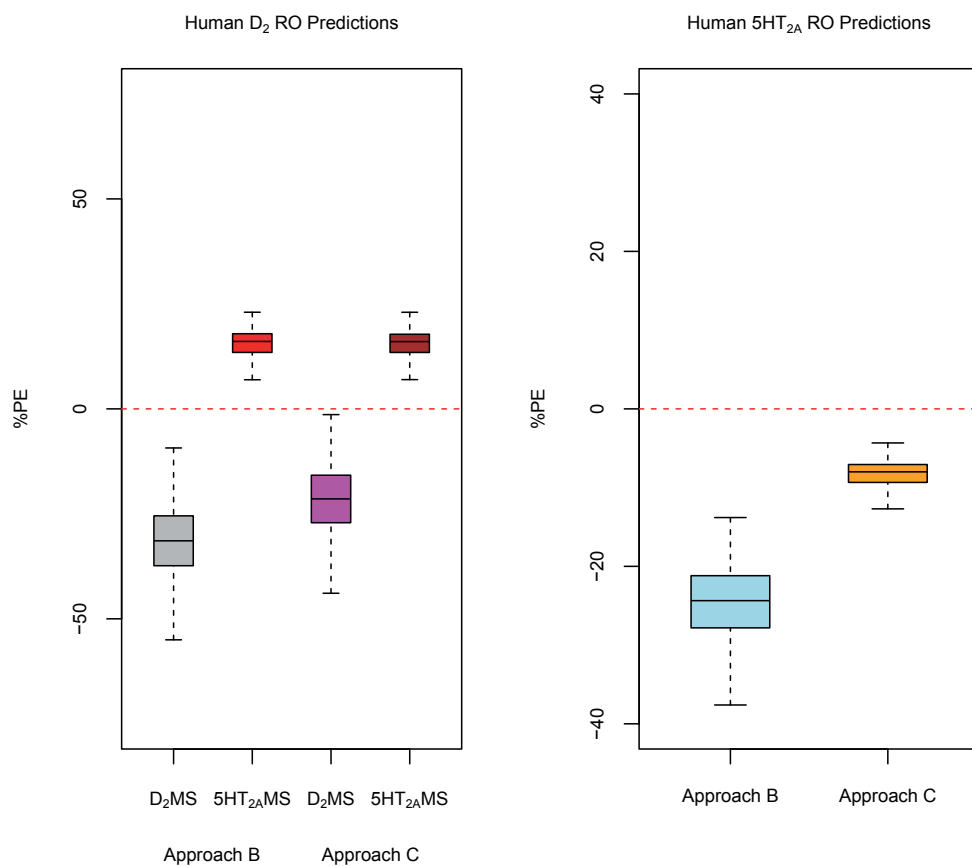 Human D₂ RO Predictions
%PE
50
0
−50
D₂MS 5HT₂ₐMS D₂MS 5HT₂ₐMS
Approach B Approach C
Human 5HT₂ₐ RO Predictions
%PE
40
20
0
−20
−40
Approach B Approach C